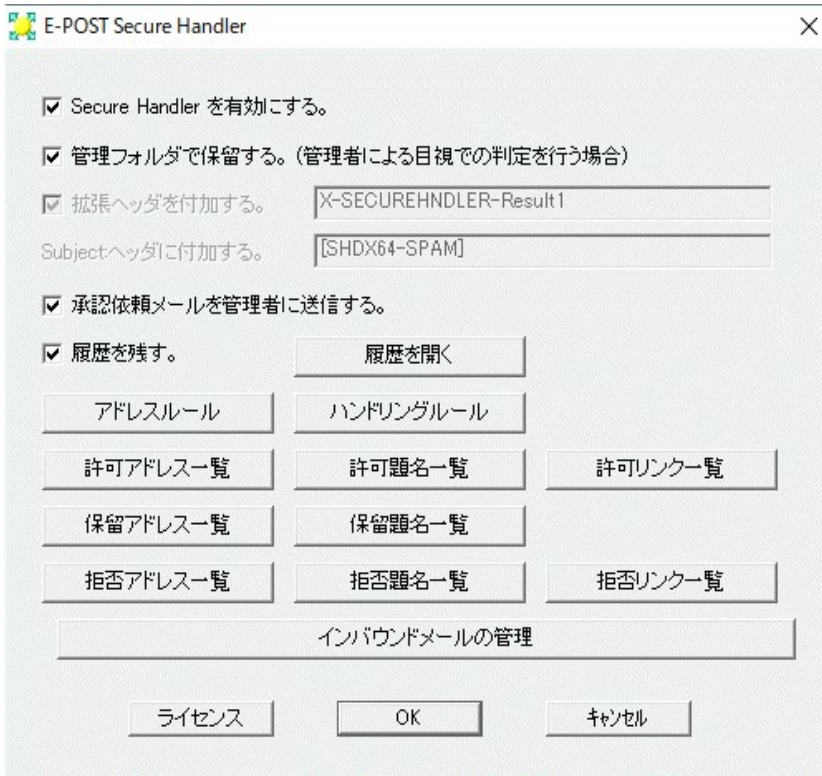 E-POST Secure Handler
Secure Handler を有効にする。
管理フォルダで保留する。(管理者による目視での判定を行う場合)
拡張ヘッダを付加する。 X-SECUREHNDLER-Result1
Subjectヘッダに付加する。 [SHDX64-SPAM]
承認依頼メールを管理者に送信する。
履歴を残す。 履歴を開く
アドレスルール ハンドリングルール
許可アドレス一覧 許可題名一覧 許可リンク一覧
保留アドレス一覧 保留題名一覧
拒否アドレス一覧 拒否題名一覧 拒否リンク一覧
インバウンドメールの管理
ライセンス OK キャンセル